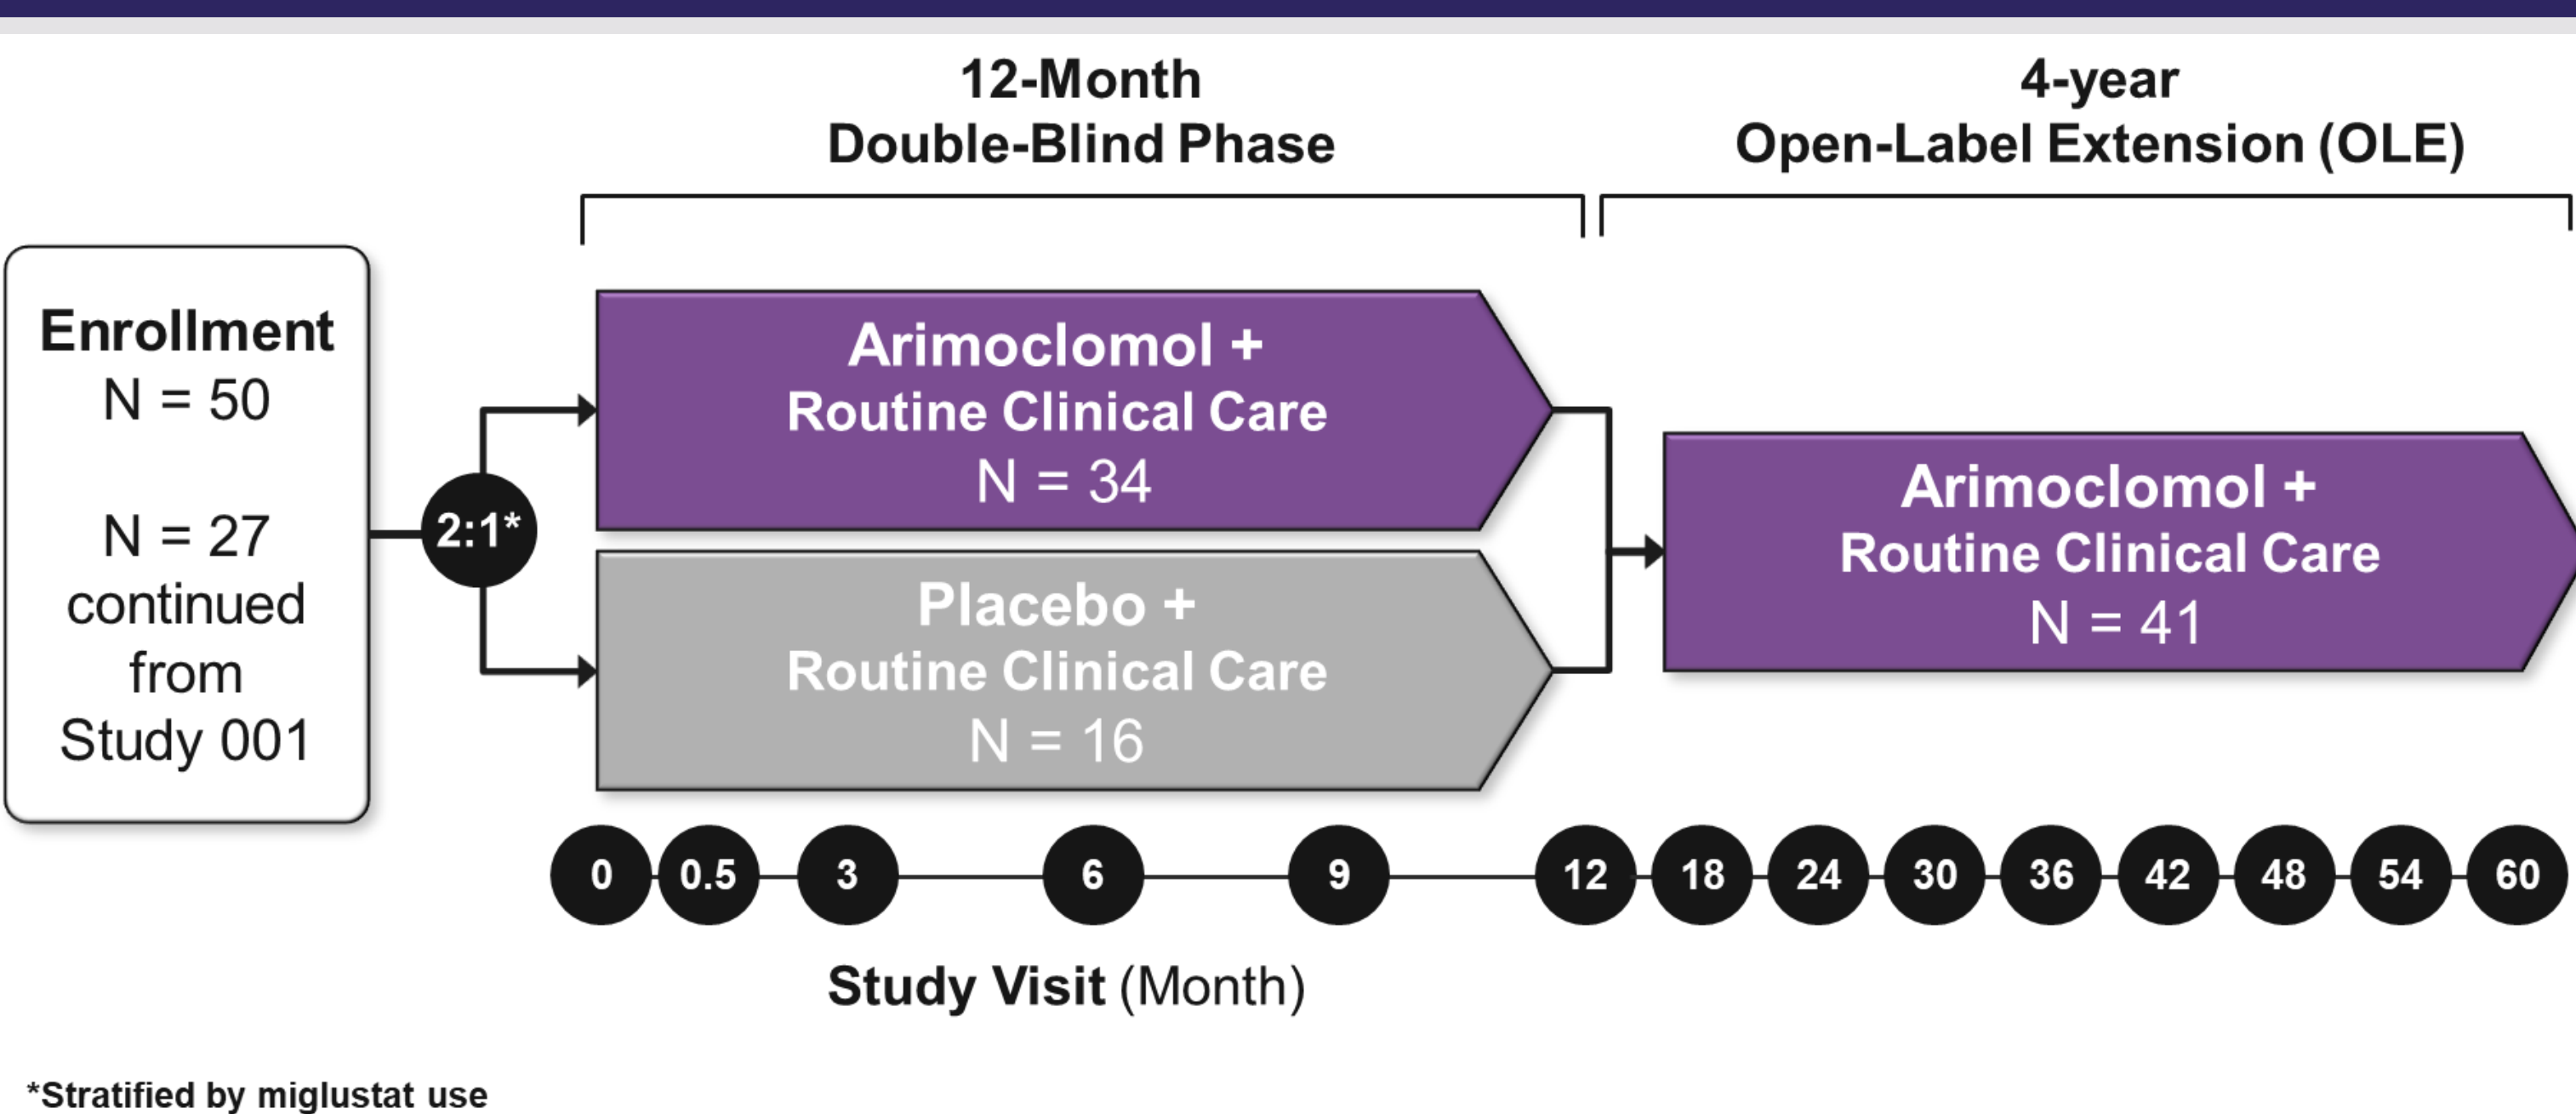 12-Month
Double-Blind Phase
4-year
Open-Label Extension (OLE)
Enrollment
N = 50
N = 27
continued
from
Study 001
2:1*
Arimoclomol +
Routine Clinical Care
N = 34
Placebo +
Routine Clinical Care
N = 16
Arimoclomol +
Routine Clinical Care
N = 41
0 0.5 3 6 9 12 18 24 30 36 42 48 54 60
Study Visit (Month)
*Stratified by miglustat use